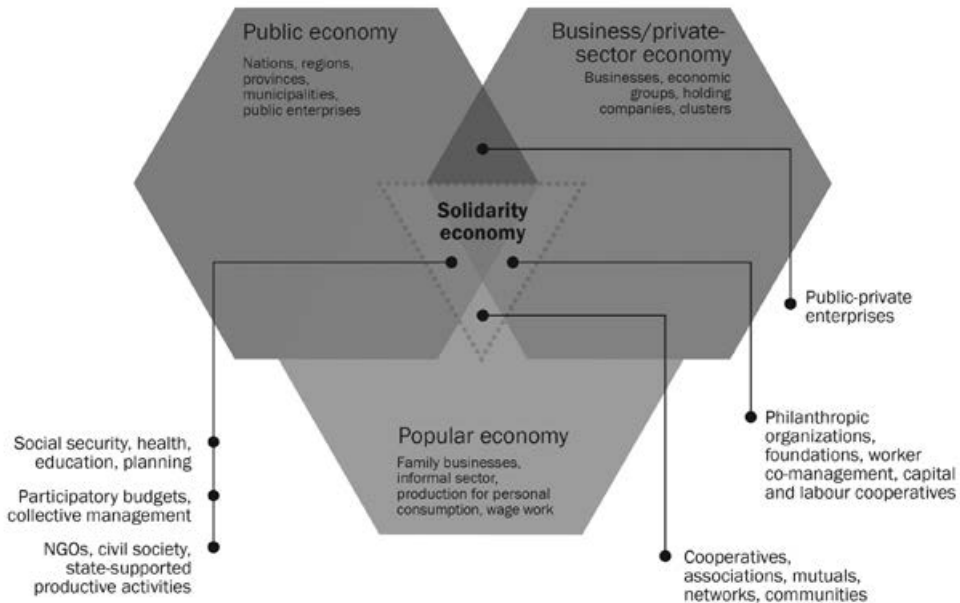 Public economy
Nations, regions,
provinces,
municipalities,
public enterprises
Business/private-
sector economy
Businesses, economic
groups, holding
companies, clusters
Solidarity
economy
Public-private
enterprises
Popular economy
Family businesses,
informal sector,
production for personal
consumption, wage work
Social security, health,
education, planning
Participatory budgets,
collective management
NGOs, civil society,
state-supported
productive activities
Philanthropic
organizations,
foundations, worker
co-management, capital
and labour cooperatives
Cooperatives,
associations, mutuals,
networks, communities